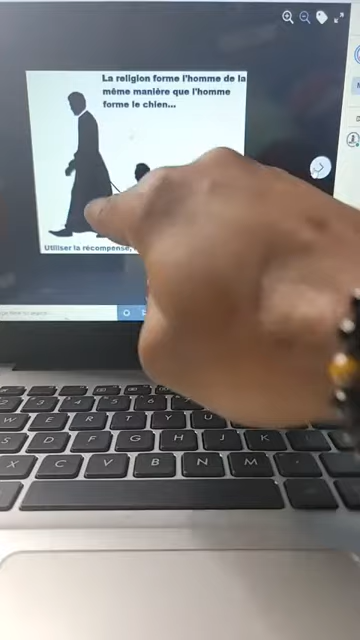 La religion forme l'homme de la
même manière que l'homme
forme le chien...
Utiliser la récompense,
W E R T Y U
S D F G H J K
X C V B N M